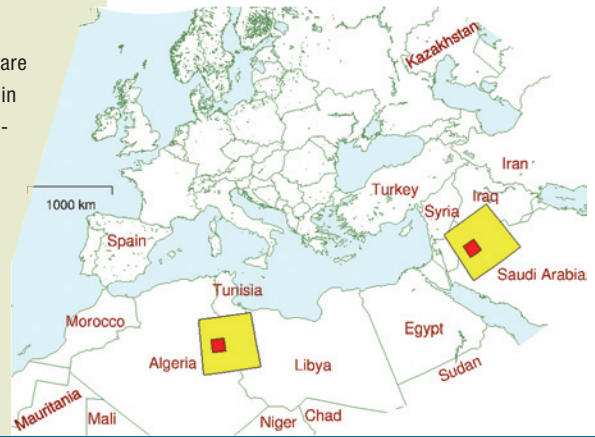 are
in
-
Kazakhstan
Iran
Turkey
Iraq
Syria
1000 km
Spain
Saudi Arabia
Tunisia
Morocco
Egypt
Algeria
Libya
Sudan
Mauritania
Mali
Niger
Chad